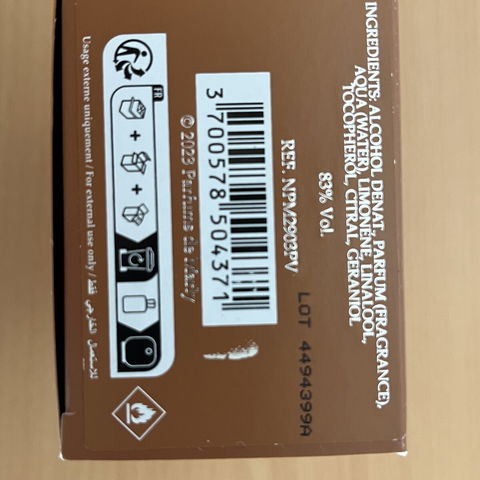 INGREDIENTS: ALCOHOL DENAT., PARFUM (FRAGRANCE),
AQUA (WATER), LIMONENE, LINALOOL,
TOCOPHEROL, CITRAL, GERANIOL
83% Vol.
REF. NPM2903PV
LOT 4494399A
3 700578 504371
© 2023 Parfums de Marly
FR
Usage externe uniquement / For external use only / للاستعمال الخارجي فقط